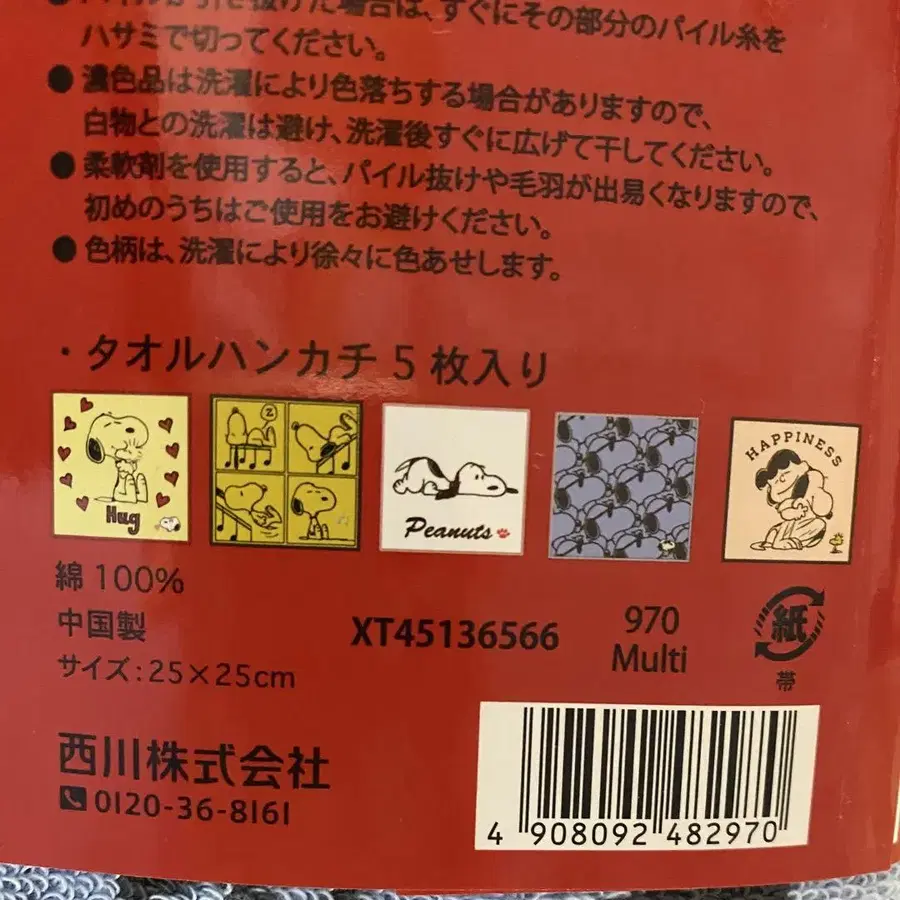 ハサミで切ってください。
● 濃色品は洗濯により色落ちする場合がありますので、
白物との洗濯は避け、洗濯後すぐに広げて干してください。
● 柔軟剤を使用すると、パイル抜けや毛羽が出易くなりますので、
初めのうちはご使用をお避けください。
● 色柄は、洗濯により徐々に色あせします。
・タオルハンカチ 5 枚入り
Hug
Z
Peanuts
HAPPINESS
綿 100%
中国製
サイズ:25×25cm
XT45136566
970
Multi
紙
帯
西川株式会社
0120-36-8161
4 908092 482970